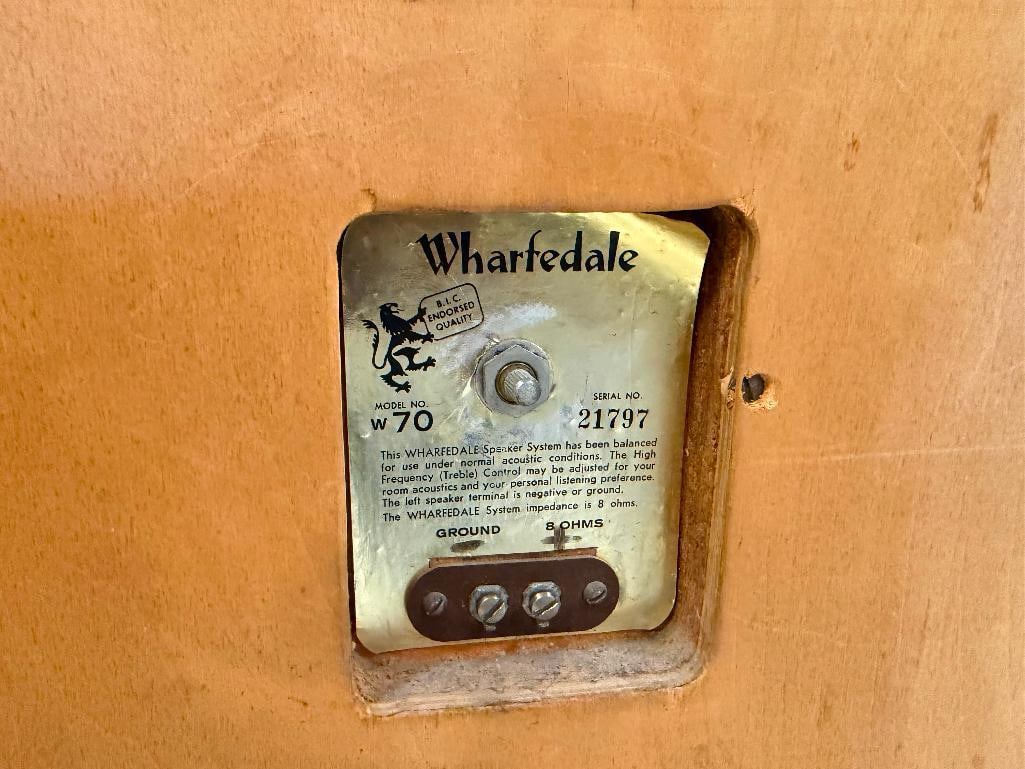 Wharfedale
B.I.C.
ENDORSED
QUALITY
MODEL NO.
W70
SERIAL NO.
21797
This WHARFEDALE Speaker System has been balanced
for use under normal acoustic conditions. The High
Frequency (Treble) Control may be adjusted for your
room acoustics and your personal listening preference.
The left speaker terminal is negative or ground.
The WHARFEDALE System impedance is 8 ohms.
GROUND 8 OHMS